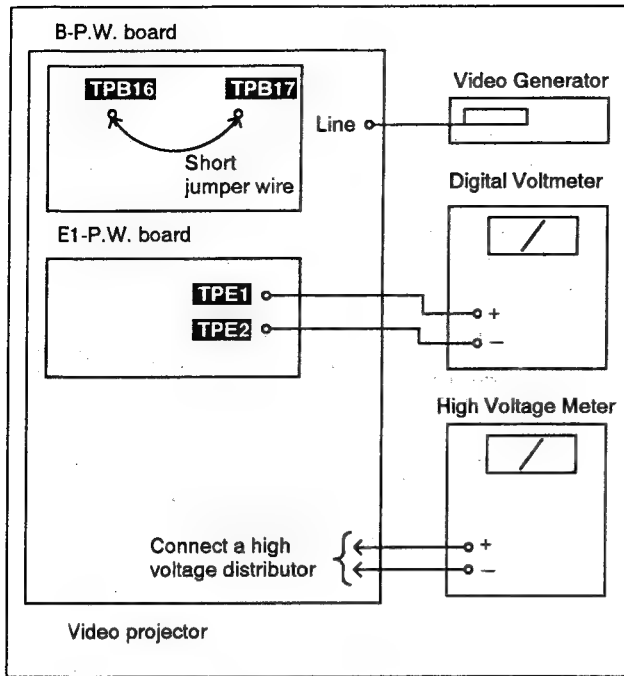 B-P.W. board
TPB16 TPB17
Short
jumper wire
Line
Video Generator
Digital Voltmeter
+
−
E1-P.W. board
TPE1
TPE2
High Voltage Meter
+
−
Connect a high
voltage distributor
Video projector